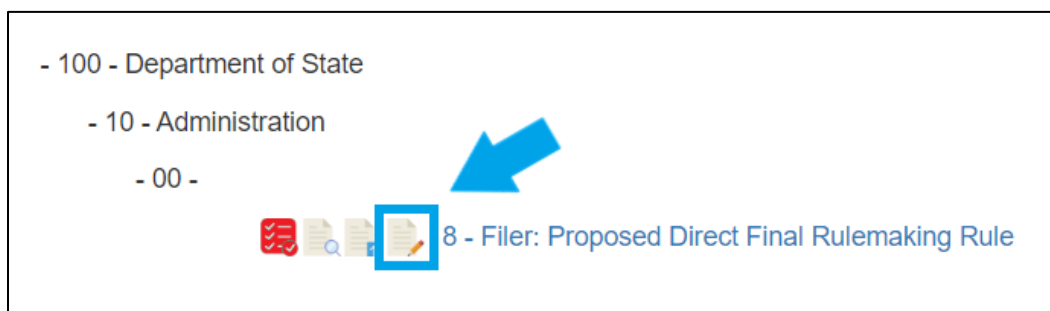 - 100 - Department of State
- 10 - Administration
- 00 -
8 - Filer: Proposed Direct Final Rulemaking Rule